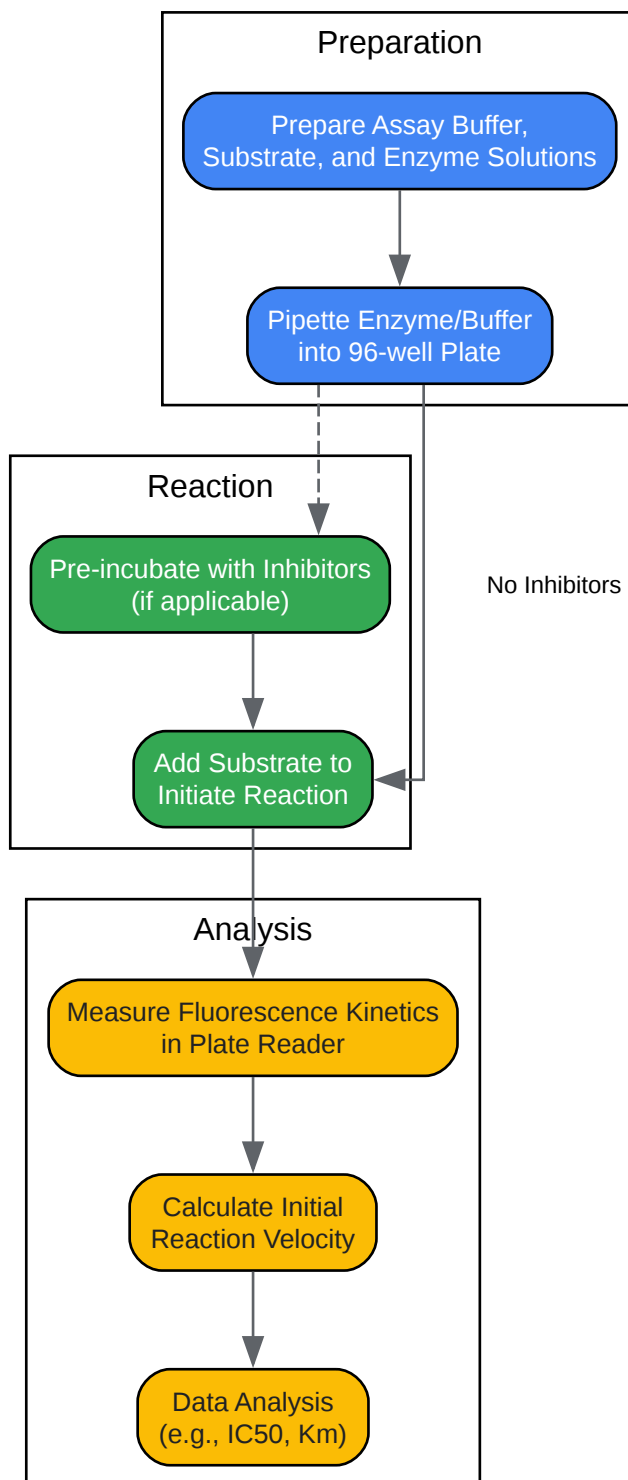 Preparation
Prepare Assay Buffer,
Substrate, and Enzyme Solutions
Pipette Enzyme/Buffer
into 96-well Plate
Reaction
Pre-incubate with Inhibitors
(if applicable)
No Inhibitors
Add Substrate to
Initiate Reaction
Analysis
Measure Fluorescence Kinetics
in Plate Reader
Calculate Initial
Reaction Velocity
Data Analysis
(e.g., IC50, Km)